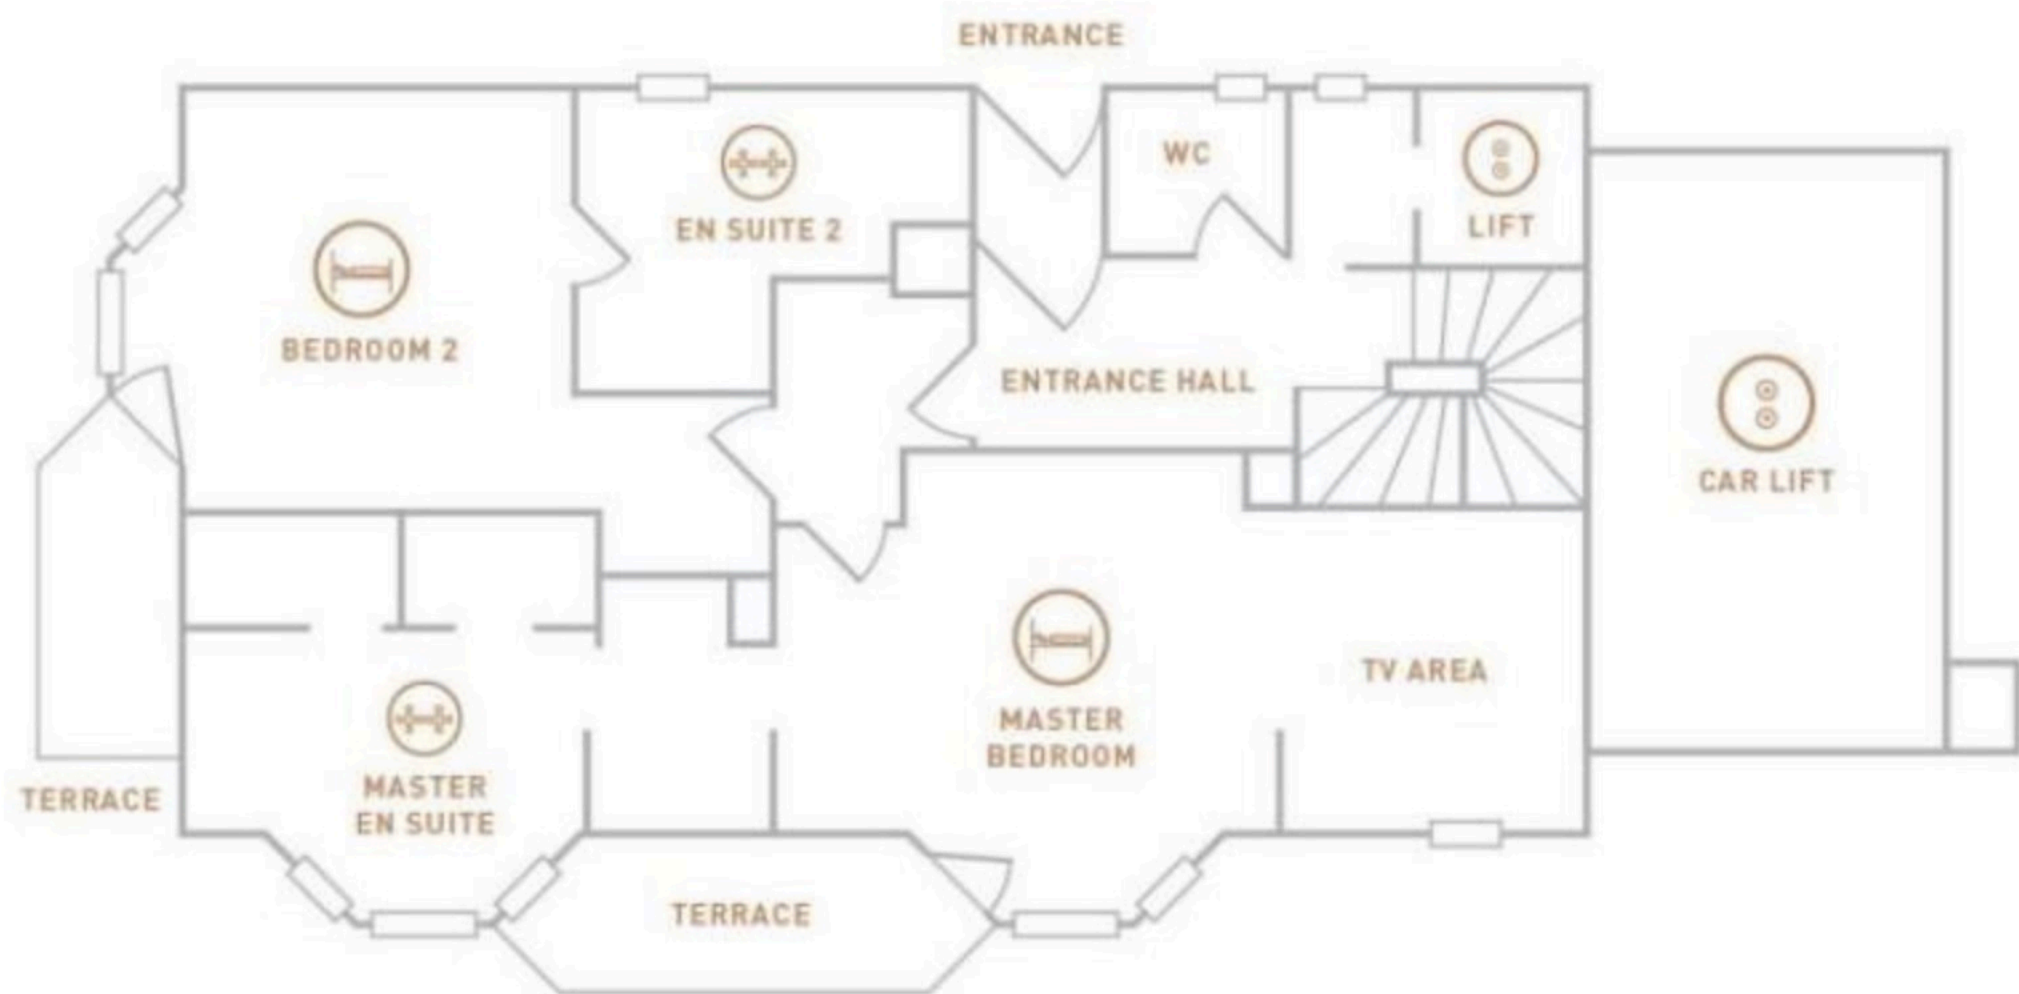 ENTRANCE
WC
EN SUITE 2
LIFT
BEDROOM 2
ENTRANCE HALL
CAR LIFT
TV AREA
MASTER
BEDROOM
MASTER
EN SUITE
TERRACE
TERRACE